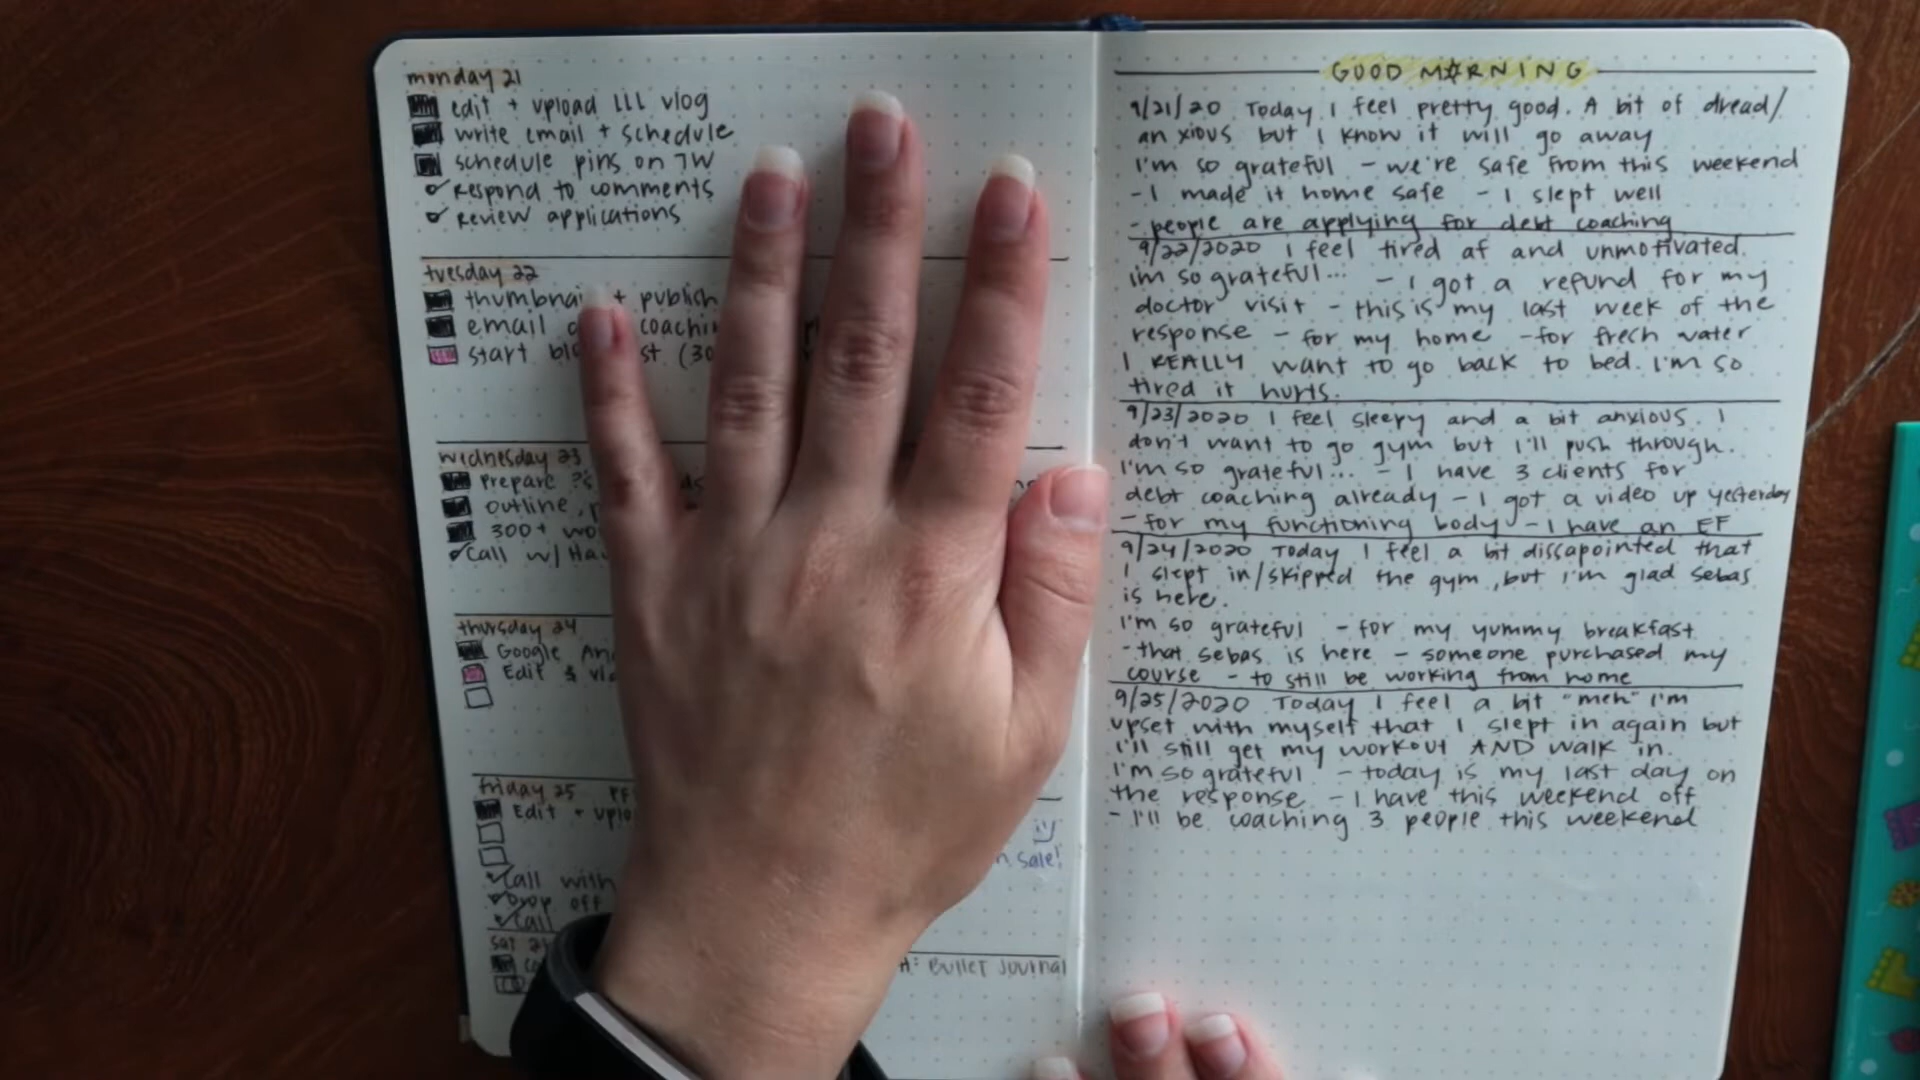 monday 21
edit + upload LLL vlog
write email + schedule
schedule pins on TW
Respond to comments
Review applications
tuesday 22
+ publish
email
start
wednesday 23
Prepare ?'s
outline,
300+
Call w/
thursday 24
Google
Edit &
friday 25
Edit +
sale!
Call with
Drop off
Call
sat
Bullet Journal
GOOD MORNING
9/21/20 Today I feel pretty good. A bit of dread/
anxious but I know it will go away
I'm so grateful - we're safe from this weekend
- I made it home safe - I slept well
- people are applying for debt coaching
9/22/2020 I feel tired af and unmotivated.
im so grateful... - I got a refund for my
doctor visit - this is my last week of the
response - for my home - for fresh water
I REALLY want to go back to bed. I'm so
tired it hurts.
9/23/2020 I feel sleepy and a bit anxious. I
don't want to go gym but I'll push through.
I'm so grateful... - I have 3 clients for
debt coaching already - I got a video up yesterday
- for my functioning body - I have an EF
9/24/2020 Today I feel a bit dissapointed that
I slept in/skipped the gym, but i'm glad sebas
is here.
I'm so grateful - for my yummy breakfast
- that sebas is here - someone purchased my
course - to still be working from home
9/25/2020 Today I feel a bit "meh" I'm
upset with myself that I slept in again but
I'll still get my workout AND walk in.
I'm so grateful - today is my last day on
the response - I have this weekend off
- I'll be coaching 3 people this weekend